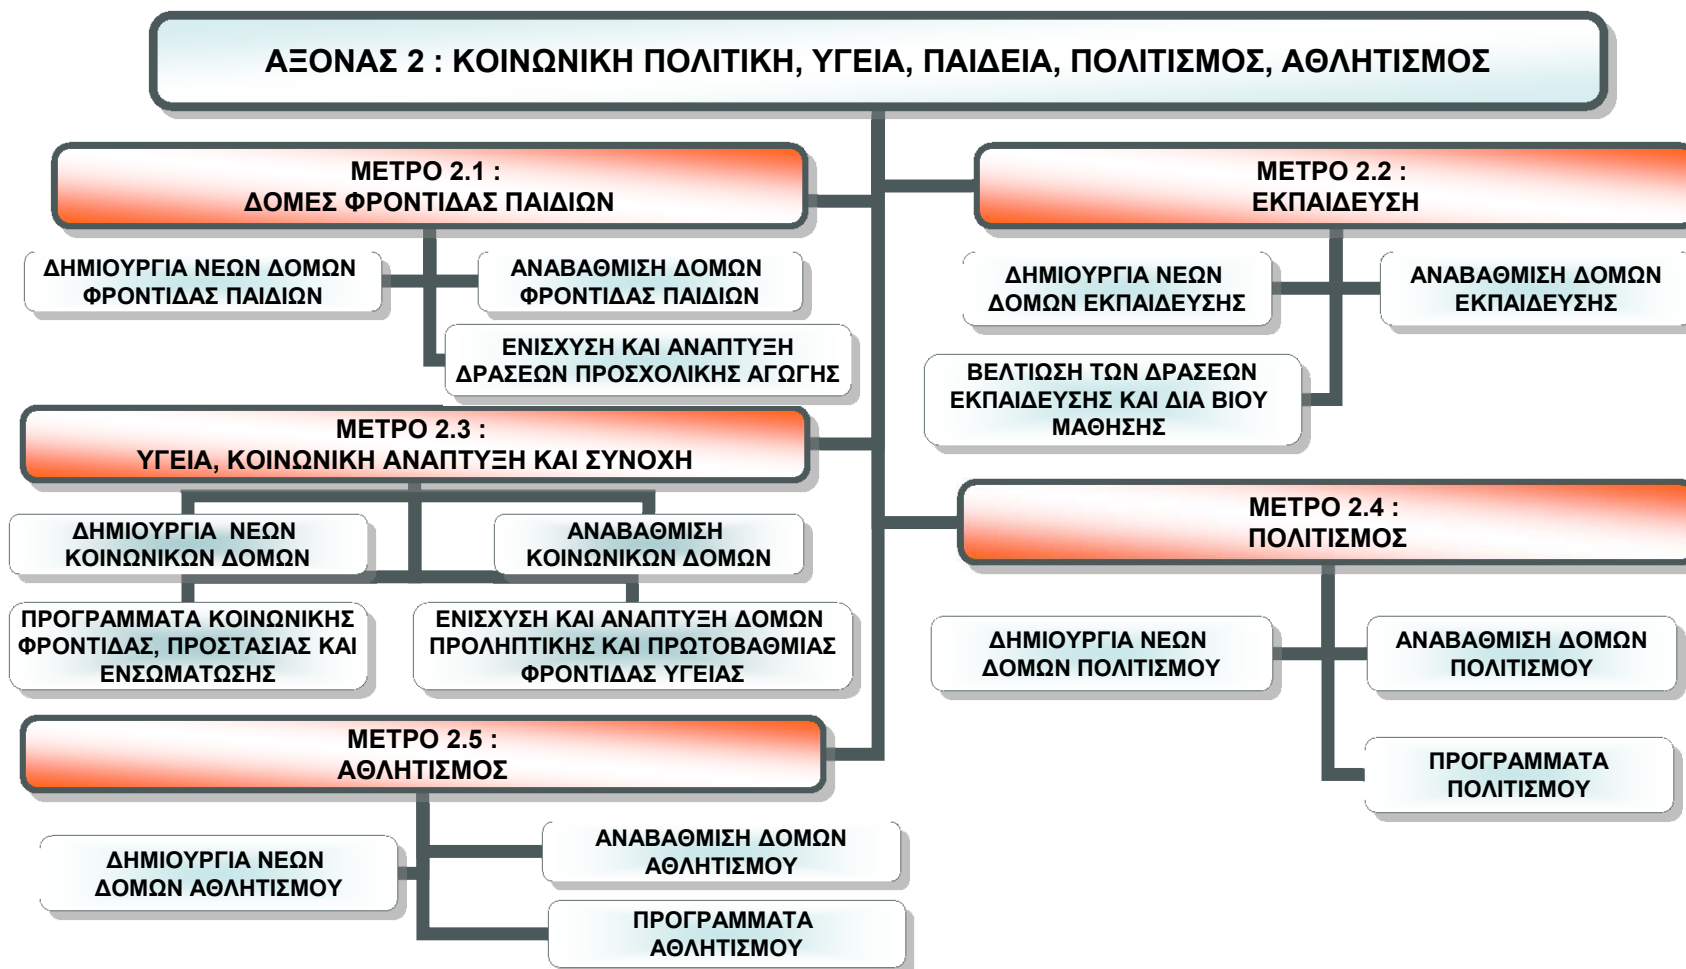 ΑΞΟΝΑΣ 2 : ΚΟΙΝΩΝΙΚΗ ΠΟΛΙΤΙΚΗ, ΥΓΕΙΑ, ΠΑΙΔΕΙΑ, ΠΟΛΙΤΙΣΜΟΣ, ΑΘΛΗΤΙΣΜΟΣ
ΜΕΤΡΟ 2.1 :
ΔΟΜΕΣ ΦΡΟΝΤΙΔΑΣ ΠΑΙΔΙΩΝ
ΔΗΜΙΟΥΡΓΙΑ ΝΕΩΝ ΔΟΜΩΝ
ΦΡΟΝΤΙΔΑΣ ΠΑΙΔΙΩΝ
ΑΝΑΒΑΘΜΙΣΗ ΔΟΜΩΝ
ΦΡΟΝΤΙΔΑΣ ΠΑΙΔΙΩΝ
ΕΝΙΣΧΥΣΗ ΚΑΙ ΑΝΑΠΤΥΞΗ
ΔΡΑΣΕΩΝ ΠΡΟΣΧΟΛΙΚΗΣ ΑΓΩΓΗΣ
ΜΕΤΡΟ 2.2 :
ΕΚΠΑΙΔΕΥΣΗ
ΔΗΜΙΟΥΡΓΙΑ ΝΕΩΝ
ΔΟΜΩΝ ΕΚΠΑΙΔΕΥΣΗΣ
ΑΝΑΒΑΘΜΙΣΗ ΔΟΜΩΝ
ΕΚΠΑΙΔΕΥΣΗΣ
ΒΕΛΤΙΩΣΗ ΤΩΝ ΔΡΑΣΕΩΝ
ΕΚΠΑΙΔΕΥΣΗΣ ΚΑΙ ΔΙΑ ΒΙΟΥ
ΜΑΘΗΣΗΣ
ΜΕΤΡΟ 2.3 :
ΥΓΕΙΑ, ΚΟΙΝΩΝΙΚΗ ΑΝΑΠΤΥΞΗ ΚΑΙ ΣΥΝΟΧΗ
ΔΗΜΙΟΥΡΓΙΑ ΝΕΩΝ
ΚΟΙΝΩΝΙΚΩΝ ΔΟΜΩΝ
ΑΝΑΒΑΘΜΙΣΗ
ΚΟΙΝΩΝΙΚΩΝ ΔΟΜΩΝ
ΠΡΟΓΡΑΜΜΑΤΑ ΚΟΙΝΩΝΙΚΗΣ
ΦΡΟΝΤΙΔΑΣ, ΠΡΟΣΤΑΣΙΑΣ ΚΑΙ
ΕΝΣΩΜΑΤΩΣΗΣ
ΕΝΙΣΧΥΣΗ ΚΑΙ ΑΝΑΠΤΥΞΗ ΔΟΜΩΝ
ΠΡΟΛΗΠΤΙΚΗΣ ΚΑΙ ΠΡΩΤΟΒΑΘΜΙΑΣ
ΦΡΟΝΤΙΔΑΣ ΥΓΕΙΑΣ
ΜΕΤΡΟ 2.4 :
ΠΟΛΙΤΙΣΜΟΣ
ΔΗΜΙΟΥΡΓΙΑ ΝΕΩΝ
ΔΟΜΩΝ ΠΟΛΙΤΙΣΜΟΥ
ΑΝΑΒΑΘΜΙΣΗ ΔΟΜΩΝ
ΠΟΛΙΤΙΣΜΟΥ
ΠΡΟΓΡΑΜΜΑΤΑ
ΠΟΛΙΤΙΣΜΟΥ
ΜΕΤΡΟ 2.5 :
ΑΘΛΗΤΙΣΜΟΣ
ΔΗΜΙΟΥΡΓΙΑ ΝΕΩΝ
ΔΟΜΩΝ ΑΘΛΗΤΙΣΜΟΥ
ΑΝΑΒΑΘΜΙΣΗ ΔΟΜΩΝ
ΑΘΛΗΤΙΣΜΟΥ
ΠΡΟΓΡΑΜΜΑΤΑ
ΑΘΛΗΤΙΣΜΟΥ